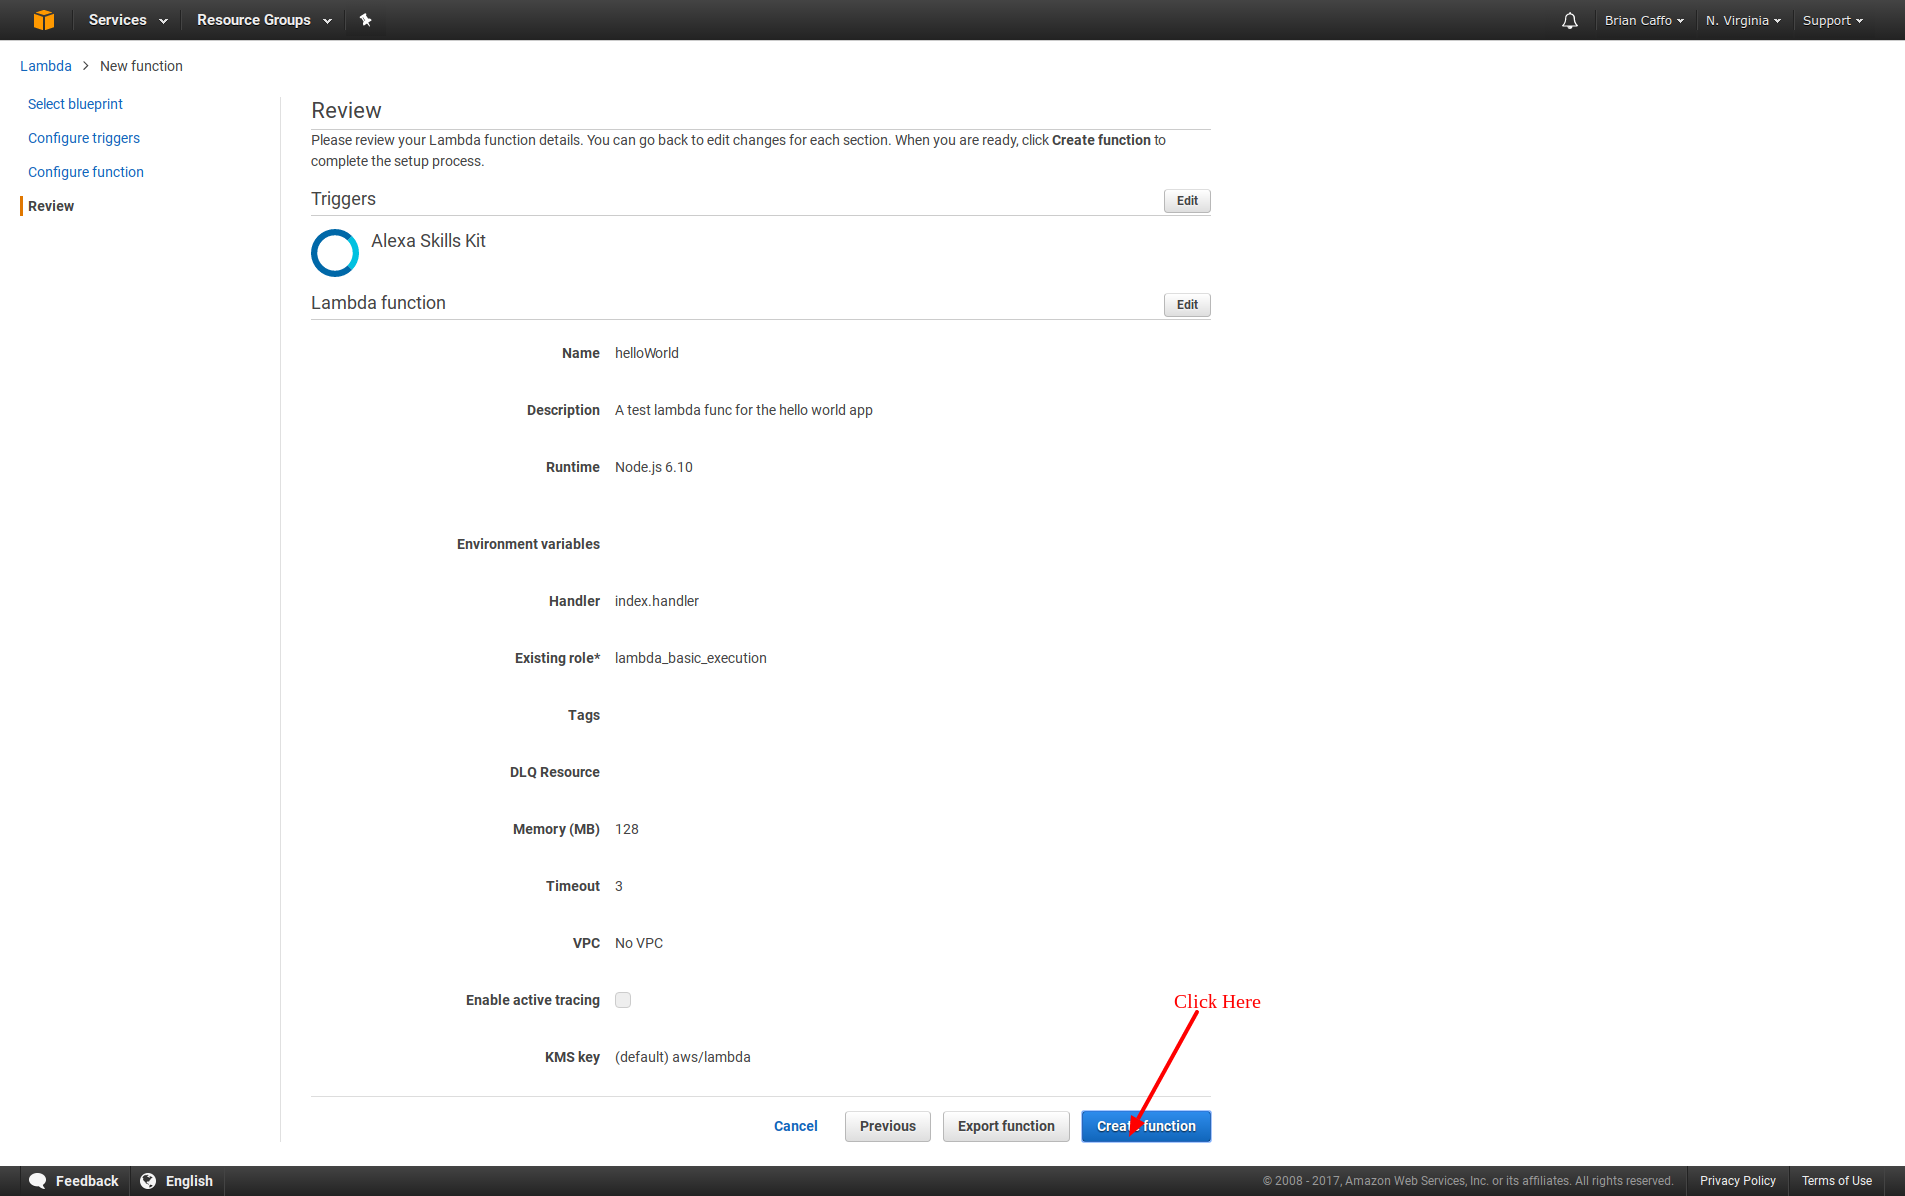 Services
Resource Groups
Brian Caffo
N. Virginia
Support
Lambda > New function
Select blueprint
Configure triggers
Configure function
Review
Review
Please review your Lambda function details. You can go back to edit changes for each section. When you are ready, click Create function to
complete the setup process.
Triggers
Edit
Alexa Skills Kit
Lambda function
Edit
Name helloWorld
Description A test lambda func for the hello world app
Runtime Node.js 6.10
Environment variables
Handler index.handler
Existing role* lambda_basic_execution
Tags
DLQ Resource
Memory (MB) 128
Timeout 3
VPC No VPC
Enable active tracing
Click Here
KMS key (default) aws/lambda
Cancel
Previous
Export function
Create function
Feedback
English
© 2008 - 2017, Amazon Web Services, Inc. or its affiliates. All rights reserved.
Privacy Policy
Terms of Use